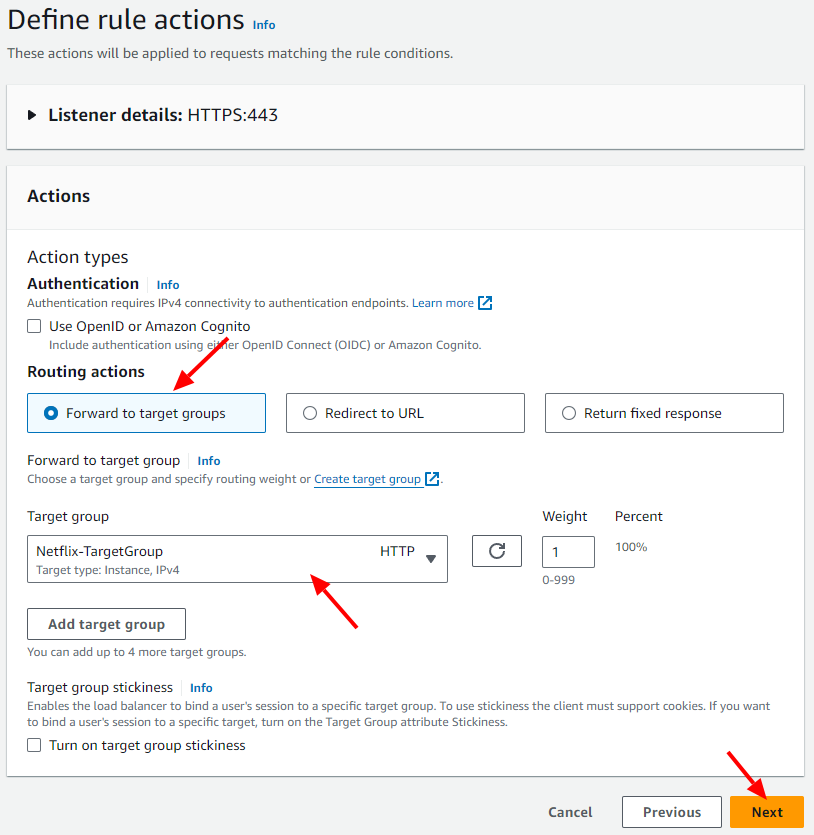 Define rule actions Info
These actions will be applied to requests matching the rule conditions.
Listener details: HTTPS:443
Actions
Action types
Authentication Info
Authentication requires IPv4 connectivity to authentication endpoints. Learn more
Use OpenID or Amazon Cognito
Include authentication using either OpenID Connect (OIDC) or Amazon Cognito.
Routing actions
Forward to target groups Redirect to URL Return fixed response
Forward to target group Info
Choose a target group and specify routing weight or Create target group.
Target group Weight Percent
Netflix-TargetGroup HTTP 1 100%
Target type: Instance, IPv4
0-999
Add target group
You can add up to 4 more target groups.
Target group stickiness Info
Enables the load balancer to bind a user's session to a specific target group. To use stickiness the client must support cookies. If you want
to bind a user's session to a specific target, turn on the Target Group attribute Stickiness.
Turn on target group stickiness
Cancel Previous Next